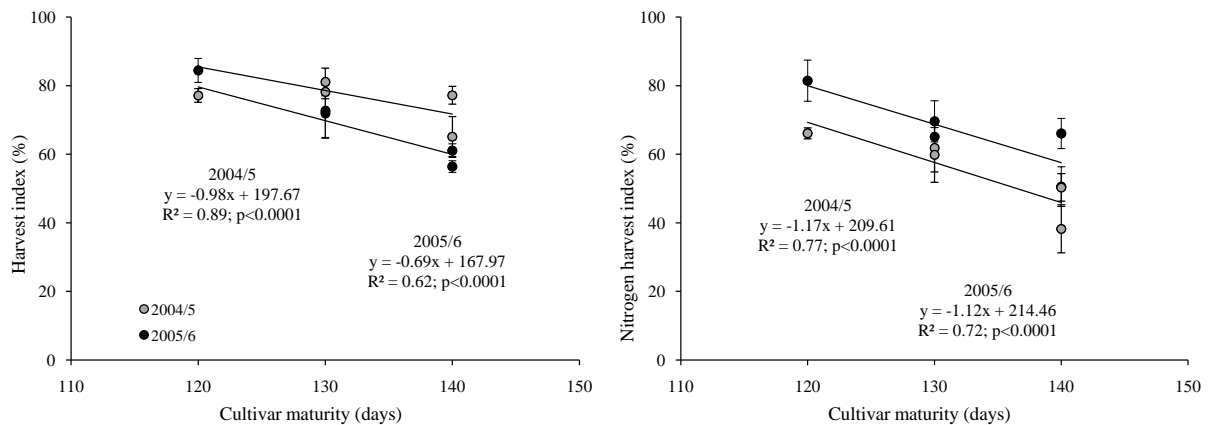 100
80
60
40
20
0
Harvest index (%)
2004/5
y = -0.98x + 197.67
R² = 0.89; p<0.0001
2005/6
y = -0.69x + 167.97
R² = 0.62; p<0.0001
2004/5
2005/6
110 120 130 140 150
Cultivar maturity (days)
100
80
60
40
20
0
Nitrogen harvest index (%)
2004/5
y = -1.17x + 209.61
R² = 0.77; p<0.0001
2005/6
y = -1.12x + 214.46
R² = 0.72; p<0.0001
110 120 130 140 150
Cultivar maturity (days)